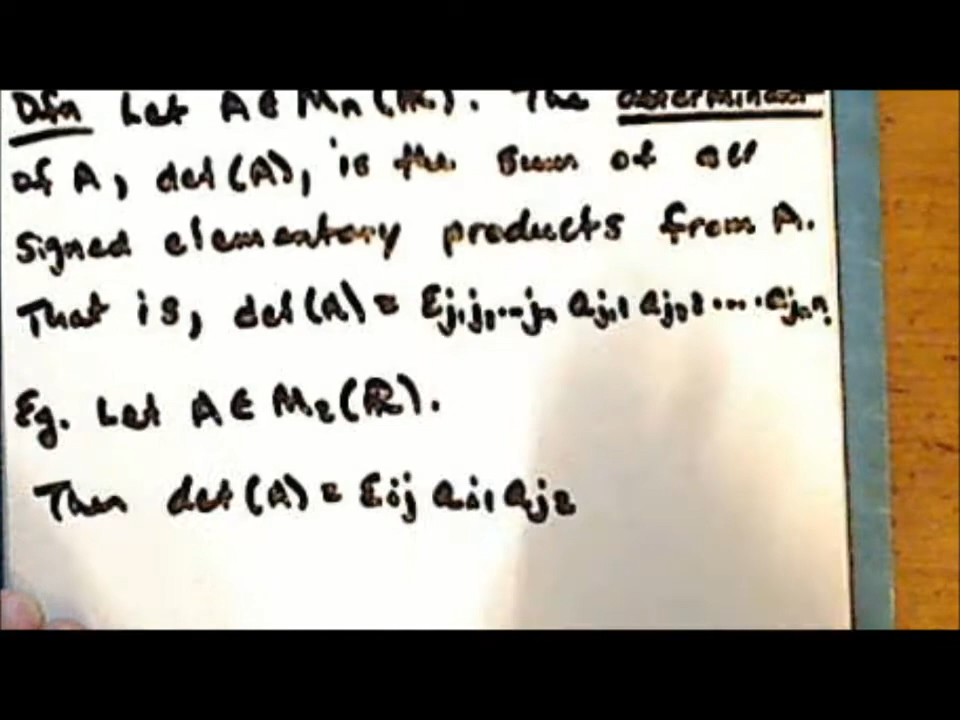 Dfn Let A ∈ Mn(ℝ). The determinant
of A, det(A), is the sum of all
signed elementary products from A.
That is, det(A) = εj₁j₂...jₙ aj₁1 aj₂2 .... ajₙn.
Eg. Let A ∈ M₂(ℝ).
Then det(A) = εij ai1 aj2